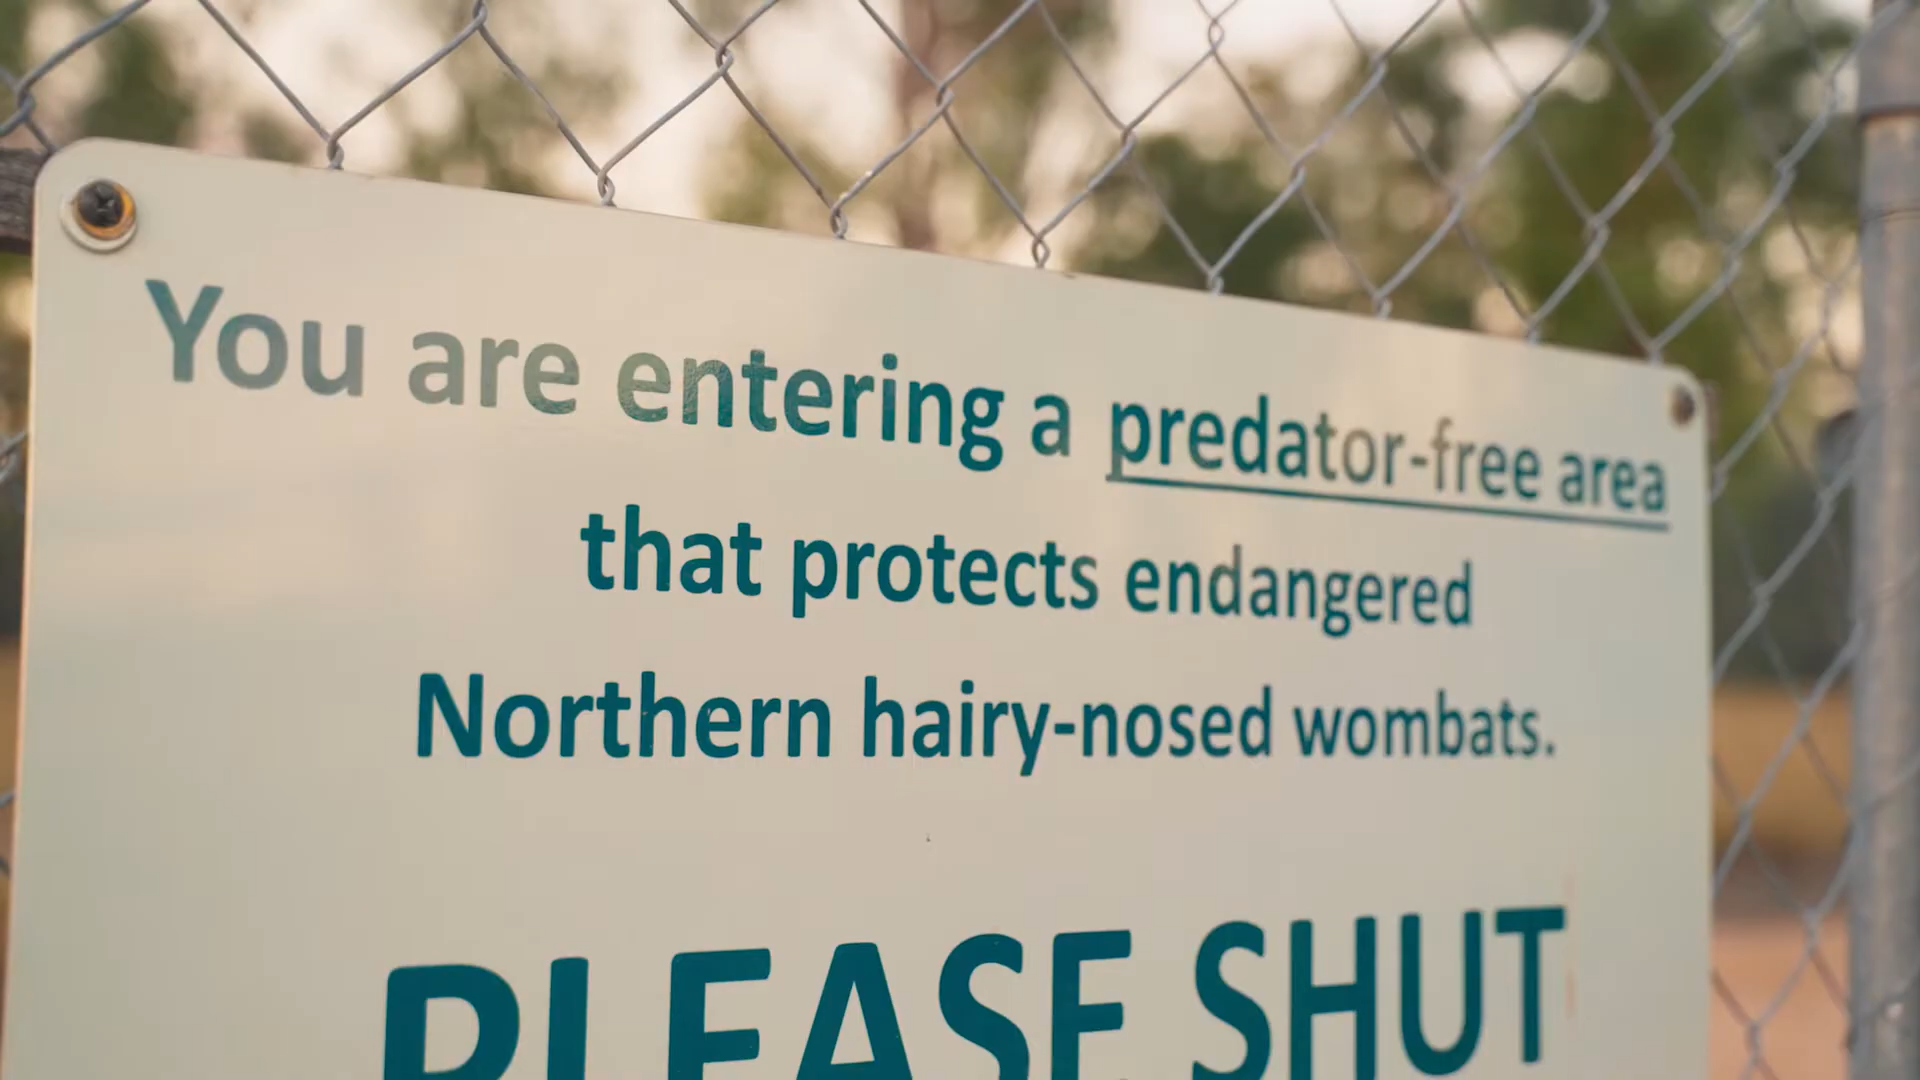 You are entering a predator-free area
that protects endangered
Northern hairy-nosed wombats.
PLEASE SHUT